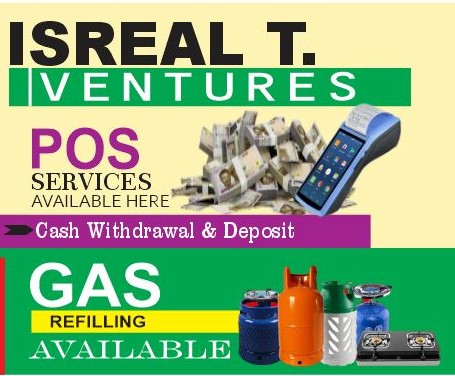 ISREAL T.
VENTURES
POS
SERVICES
AVAILABLE HERE
Cash Withdrawal & Deposit
GAS
REFILLING
AVAILABLE